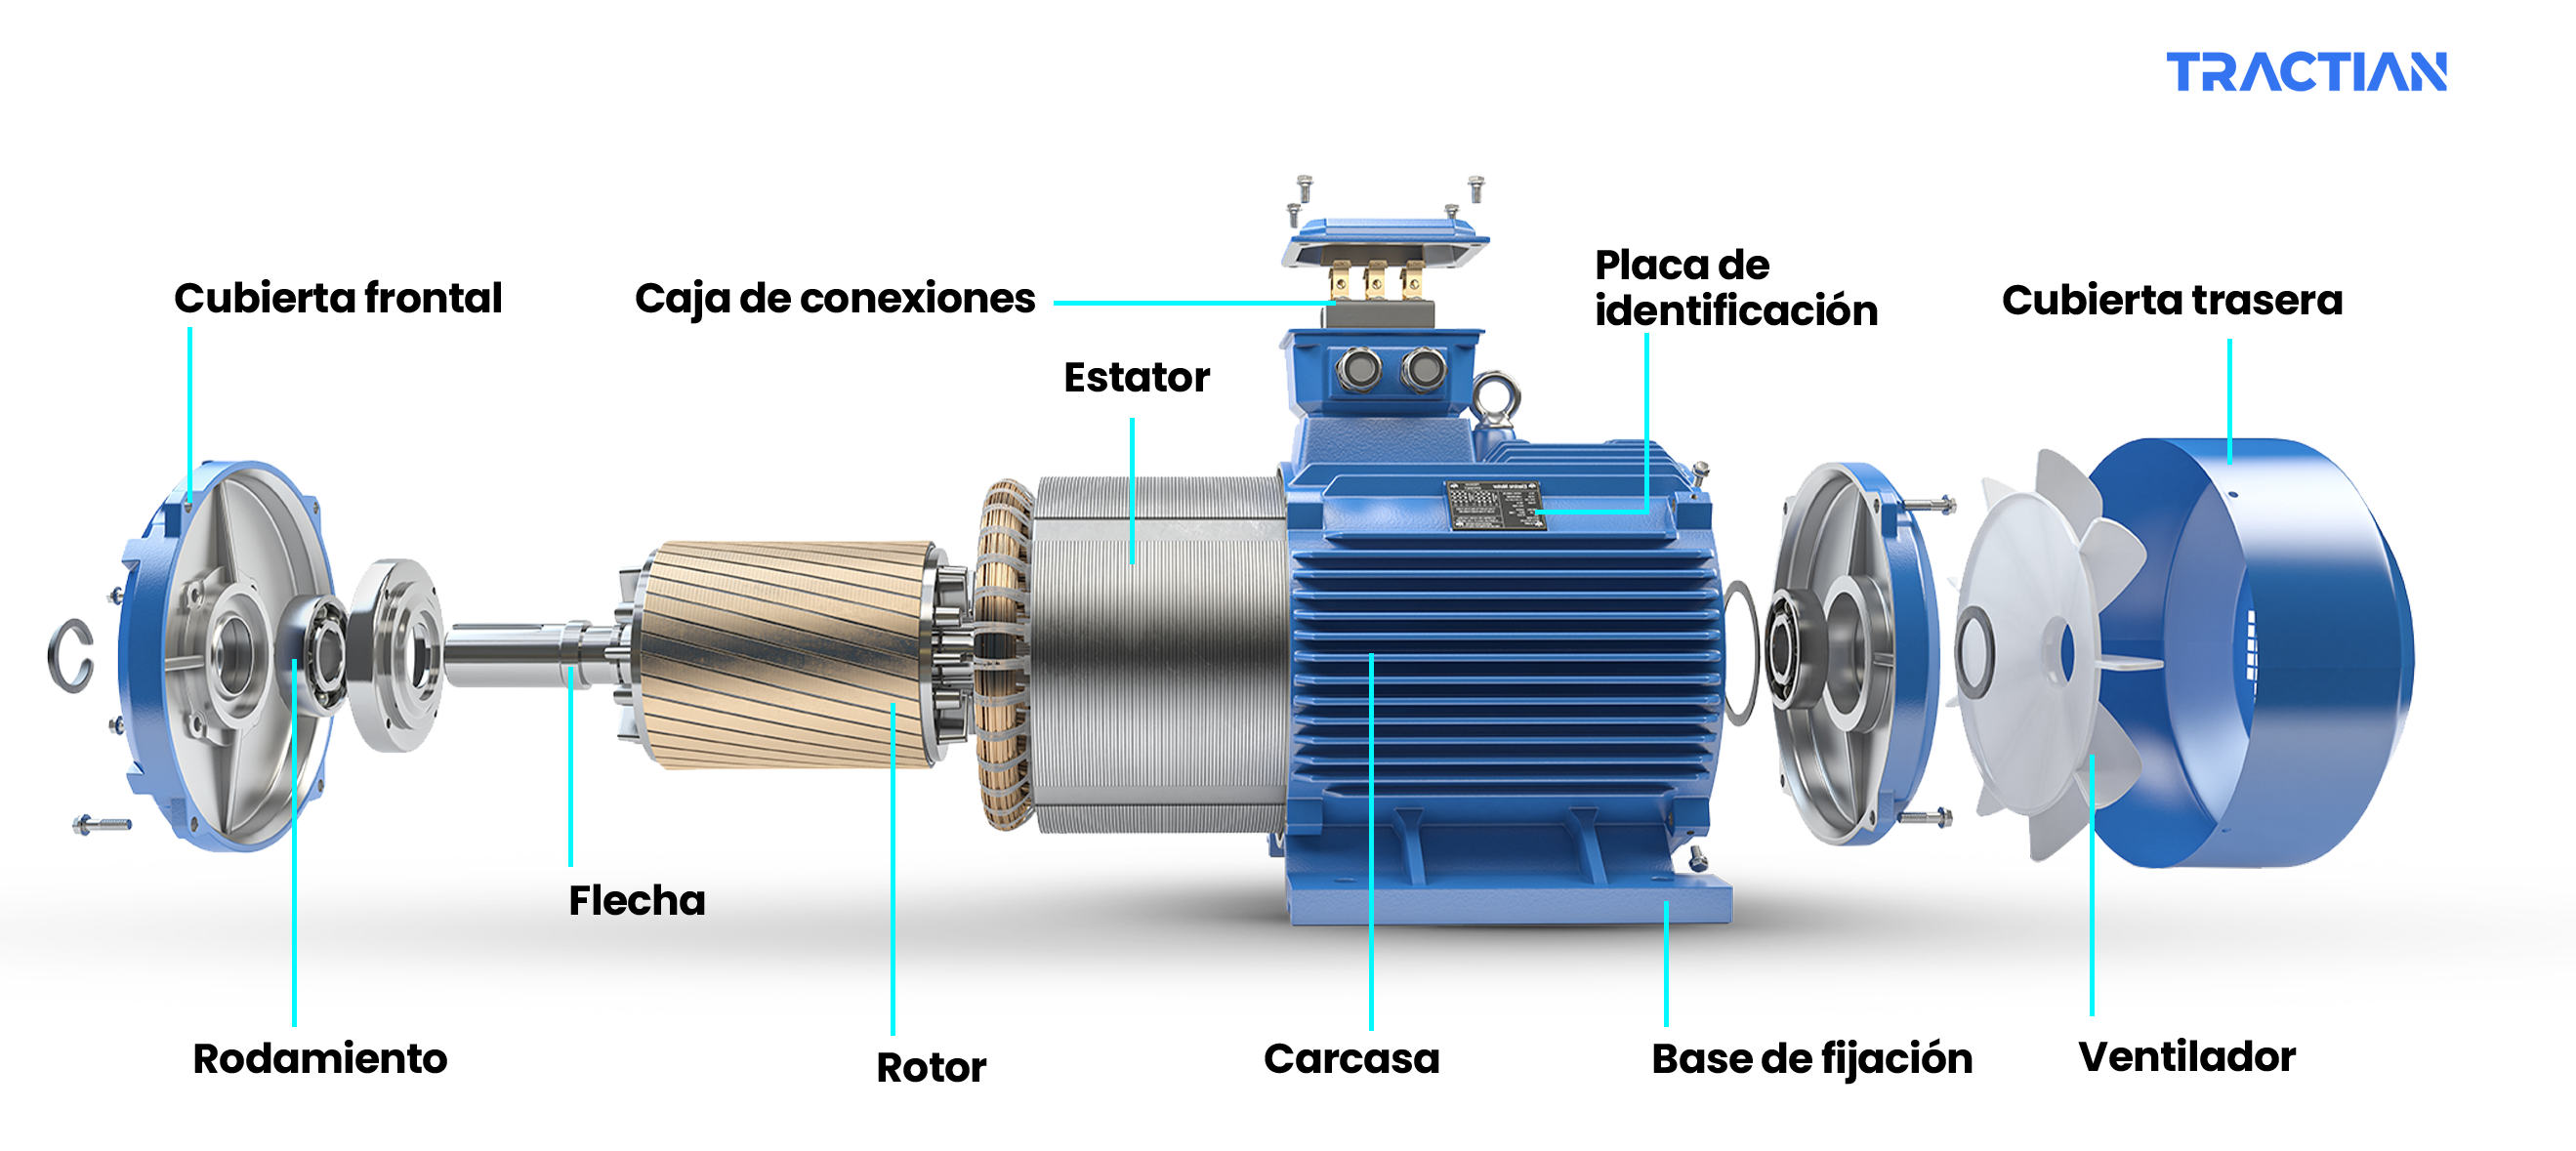 TRACTIAN
Placa de
identificación
Cubierta frontal
Caja de conexiones
Cubierta trasera
Estator
Flecha
Rodamiento
Rotor
Carcasa
Base de fijación
Ventilador